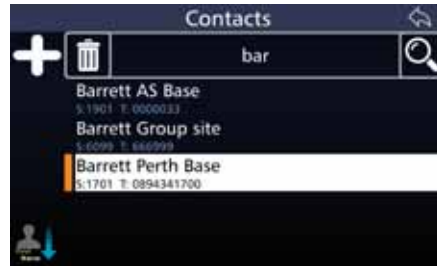 Contacts
bar
Barrett AS Base
S:1901 T: 0000033
Barrett Group site
S:6099 T: 666999
Barrett Perth Base
S:1701 T: 0894341700